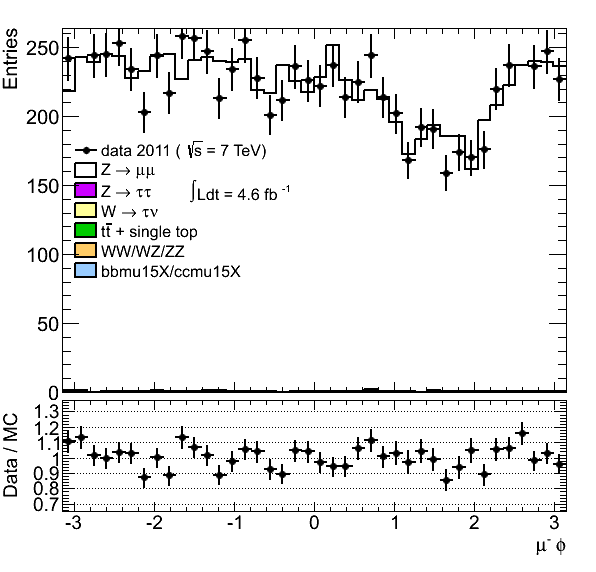 Entries
250
200
150
100
50
0
data 2011 ( √s = 7 TeV)
Z → μμ
Z → ττ
∫Ldt = 4.6 fb⁻¹
W → τν
tt̄ + single top
WW/WZ/ZZ
bbmu15X/ccmu15X
Data / MC
1.3
1.2
1.1
1
0.9
0.8
0.7
-3 -2 -1 0 1 2 3
μ⁻ ϕ